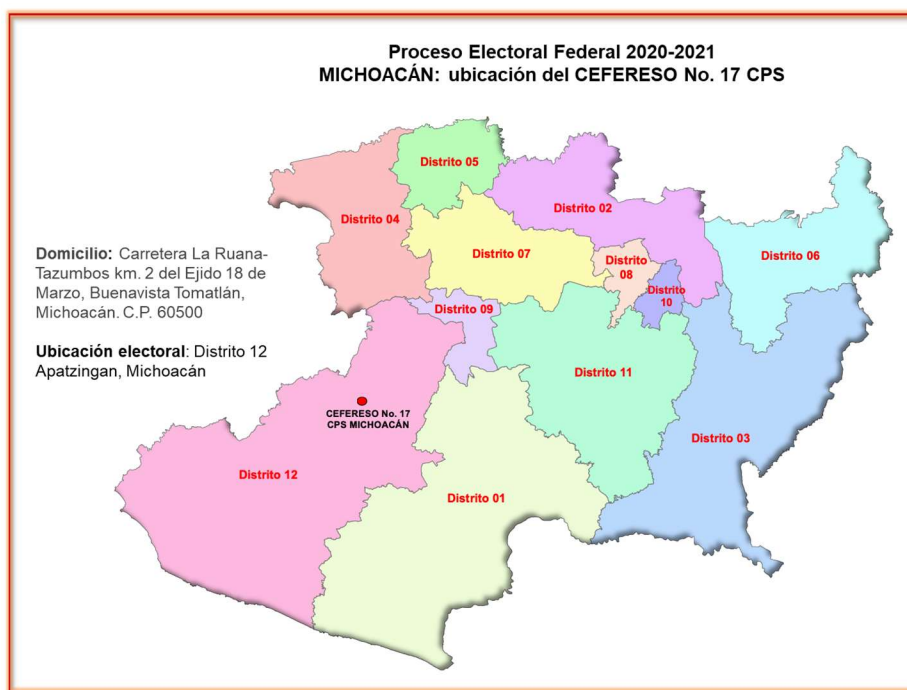 Proceso Electoral Federal 2020-2021
MICHOACÁN: ubicación del CEFERESO No. 17 CPS
Domicilio: Carretera La Ruana-
Tazumbos km. 2 del Ejido 18 de
Marzo, Buenavista Tomatlán,
Michoacán. C.P. 60500
Ubicación electoral: Distrito 12
Apatzingan, Michoacán
Distrito 05
Distrito 04
Distrito 02
Distrito 07
Distrito
08
Distrito 06
Distrito
10
Distrito 09
Distrito 11
CEFERESO No. 17
CPS MICHOACÁN
Distrito 03
Distrito 12
Distrito 01